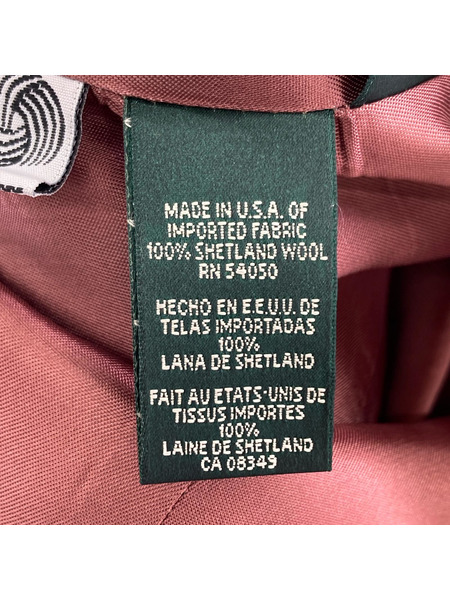 MADE IN U.S.A. OF
IMPORTED FABRIC
100% SHETLAND WOOL
RN 54050
HECHO EN E.E.U.U. DE
TELAS IMPORTADAS
100%
LANA DE SHETLAND
FAIT AU ETATS-UNIS DE
TISSUS IMPORTES
100%
LAINE DE SHETLAND
CA 08349